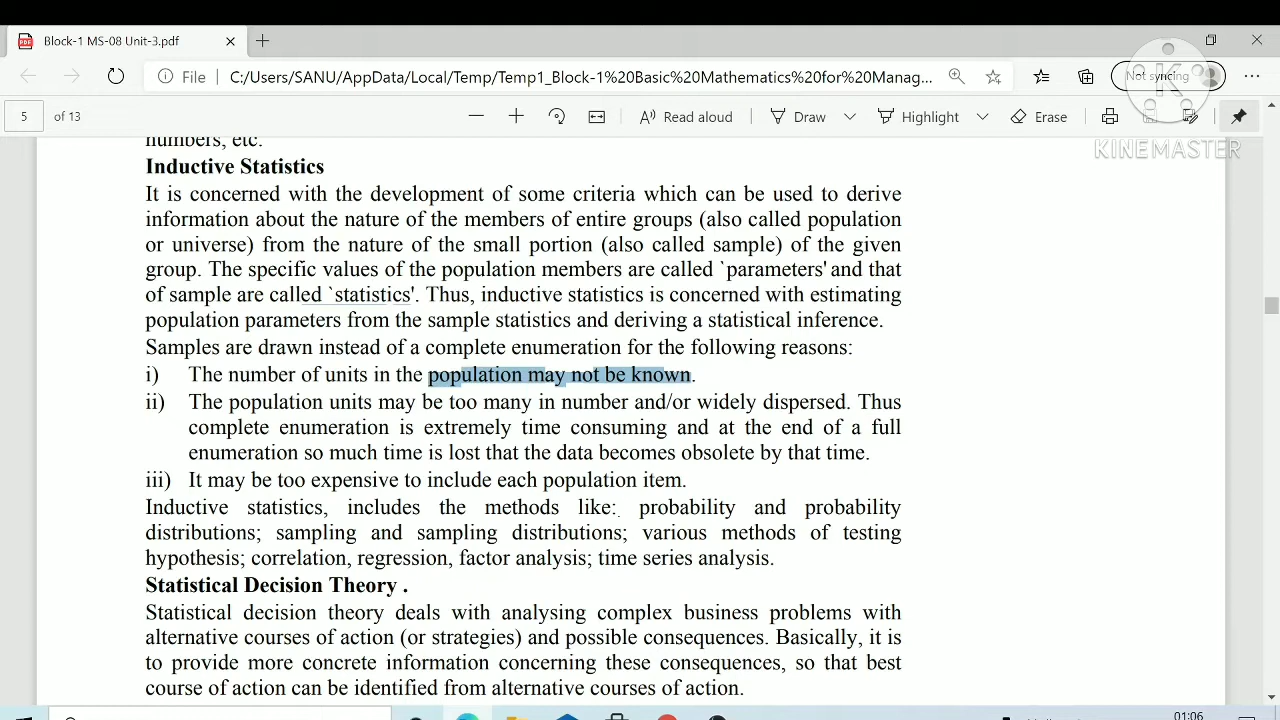 Block-1 MS-08 Unit-3.pdf
File
C:/Users/SANU/AppData/Local/Temp/Temp1_Block-1%20Basic%20Mathematics%20for%20Manag...
Not syncing
5 of 13
Read aloud
Draw
Highlight
Erase
KINEMASTER
numbers, etc.
Inductive Statistics
It is concerned with the development of some criteria which can be used to derive
information about the nature of the members of entire groups (also called population
or universe) from the nature of the small portion (also called sample) of the given
group. The specific values of the population members are called `parameters' and that
of sample are called `statistics'. Thus, inductive statistics is concerned with estimating
population parameters from the sample statistics and deriving a statistical inference.
Samples are drawn instead of a complete enumeration for the following reasons:
i) The number of units in the population may not be known.
ii) The population units may be too many in number and/or widely dispersed. Thus
complete enumeration is extremely time consuming and at the end of a full
enumeration so much time is lost that the data becomes obsolete by that time.
iii) It may be too expensive to include each population item.
Inductive statistics, includes the methods like:. probability and probability
distributions; sampling and sampling distributions; various methods of testing
hypothesis; correlation, regression, factor analysis; time series analysis.
Statistical Decision Theory .
Statistical decision theory deals with analysing complex business problems with
alternative courses of action (or strategies) and possible consequences. Basically, it is
to provide more concrete information concerning these consequences, so that best
course of action can be identified from alternative courses of action.
01:06